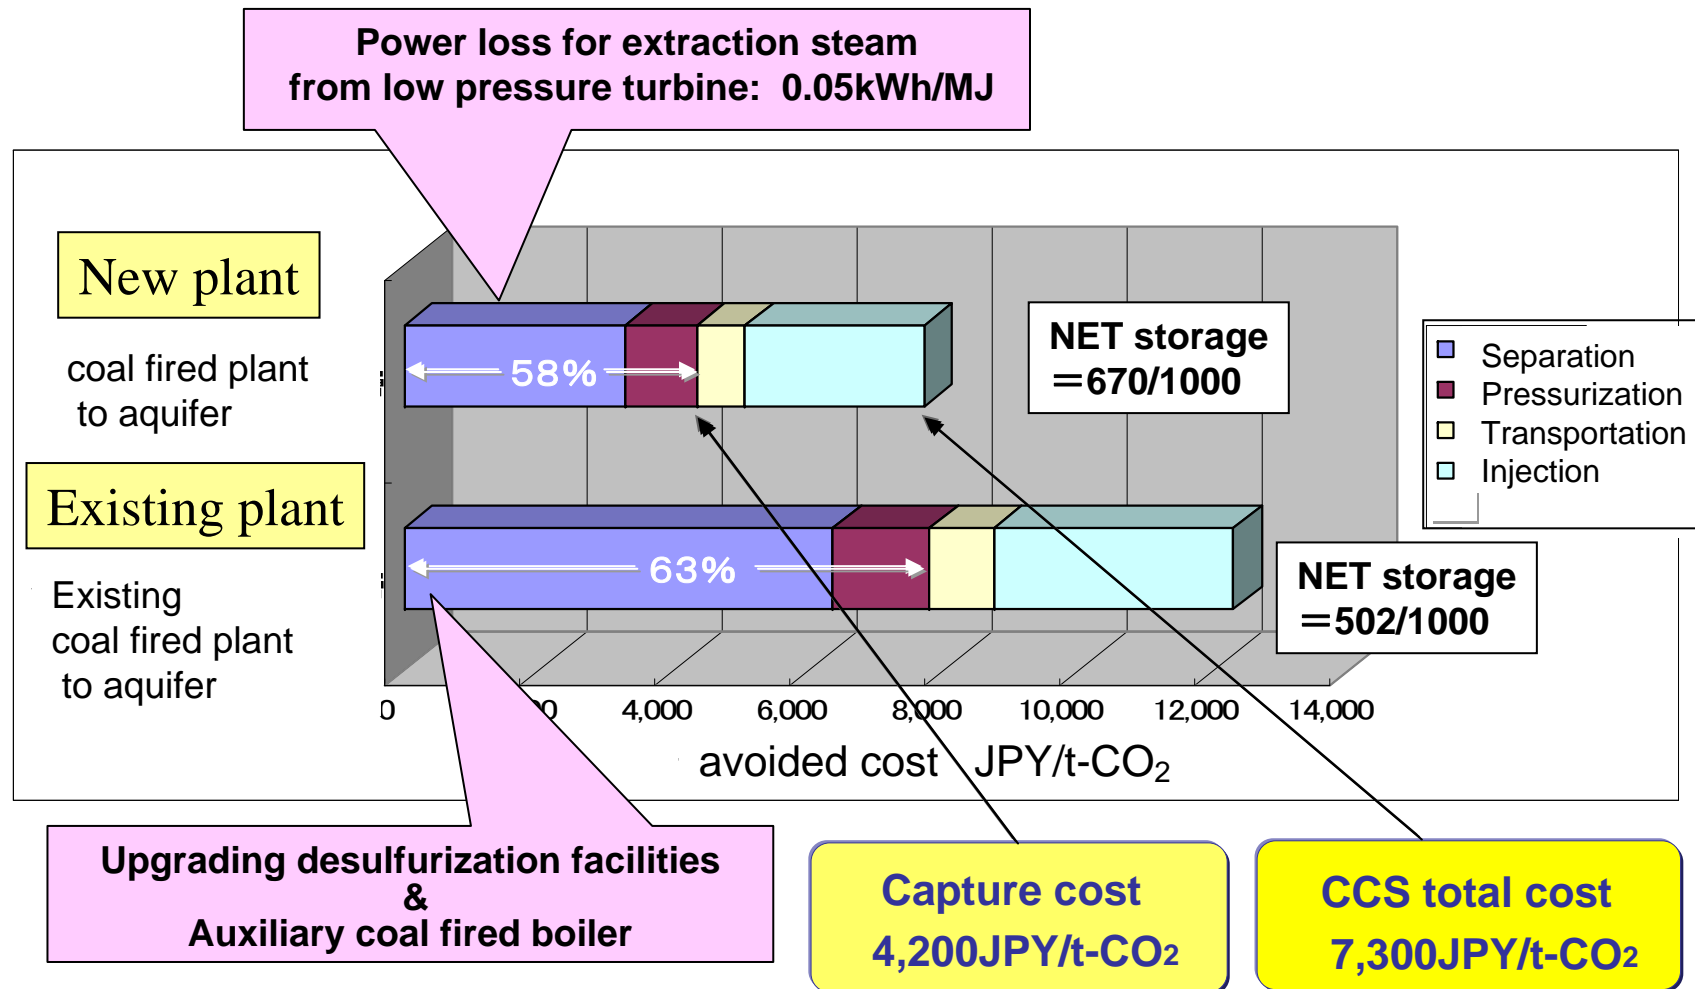 Power loss for extraction steam
from low pressure turbine: 0.05kWh/MJ
New plant
coal fired plant
to aquifer
58%
NET storage
＝670/1000
Separation
Pressurization
Transportation
Injection
Existing plant
Existing
coal fired plant
to aquifer
63%
NET storage
＝502/1000
0 4,000 6,000 8,000 10,000 12,000 14,000
avoided cost JPY/t-CO2
Upgrading desulfurization facilities
&
Auxiliary coal fired boiler
Capture cost
4,200JPY/t-CO2
CCS total cost
7,300JPY/t-CO2